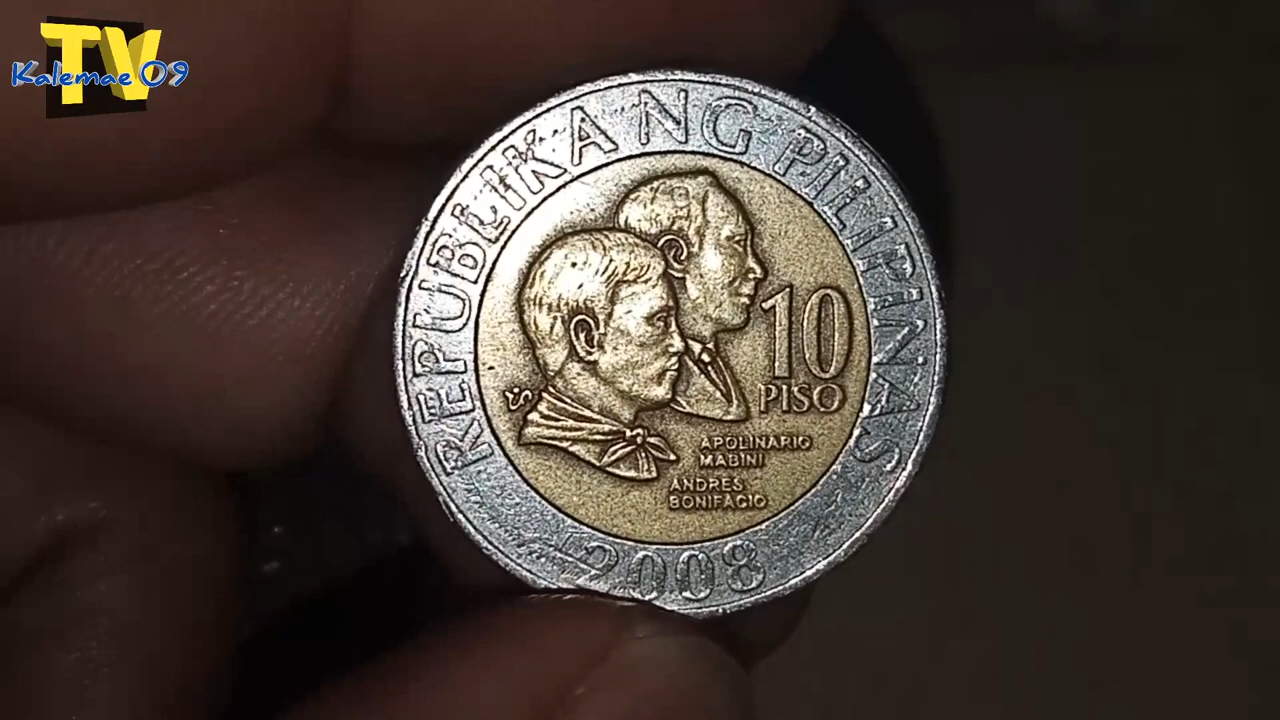 TV
Kalemae 09
REPUBLIKA NG PILIPINAS
10
PISO
APOLINARIO
MABINI
ANDRES
BONIFACIO
2008